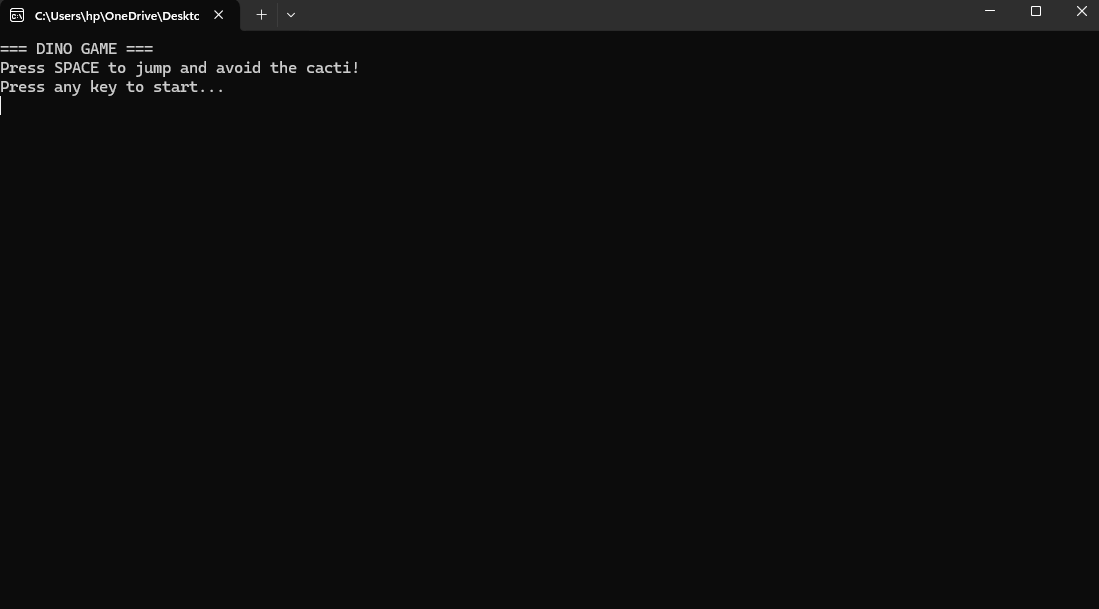 C:\Users\hp\OneDrive\Deskto
=== DINO GAME ===
Press SPACE to jump and avoid the cacti!
Press any key to start...